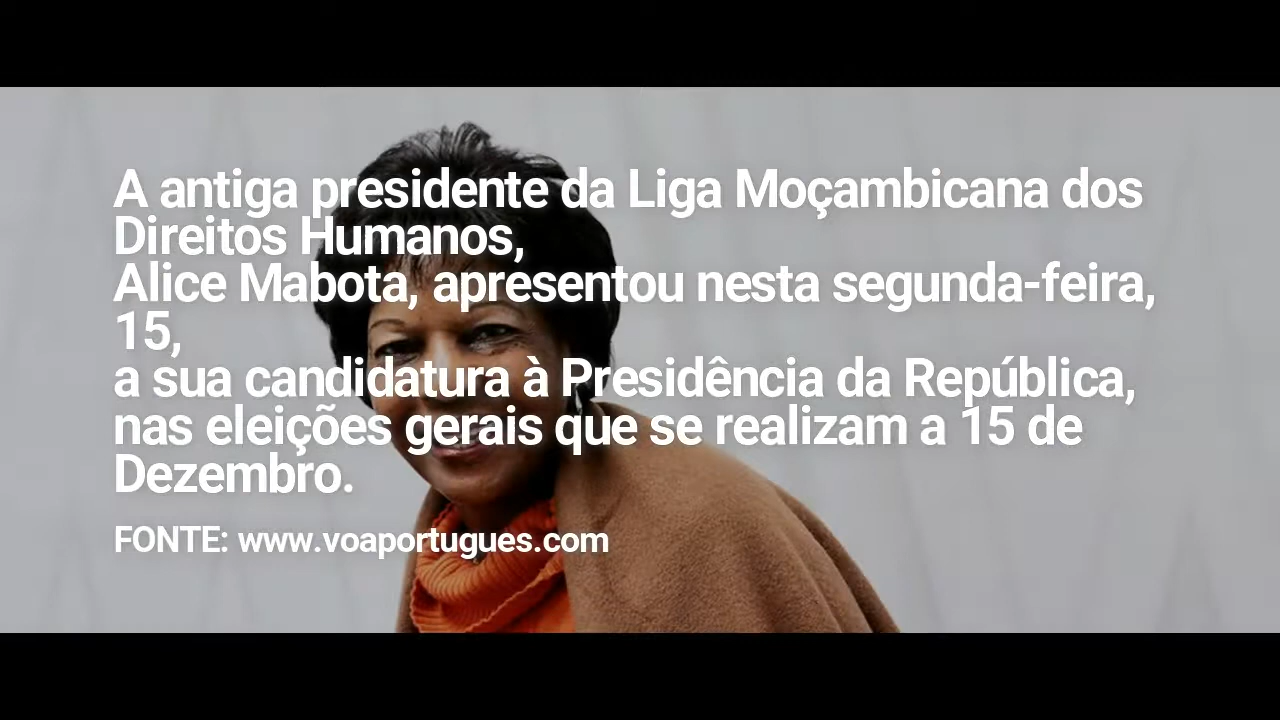 A antiga presidente da Liga Moçambicana dos
Direitos Humanos,
Alice Mabota, apresentou nesta segunda-feira,
15,
a sua candidatura à Presidência da República,
nas eleições gerais que se realizam a 15 de
Dezembro.
FONTE: www.voaportugues.com